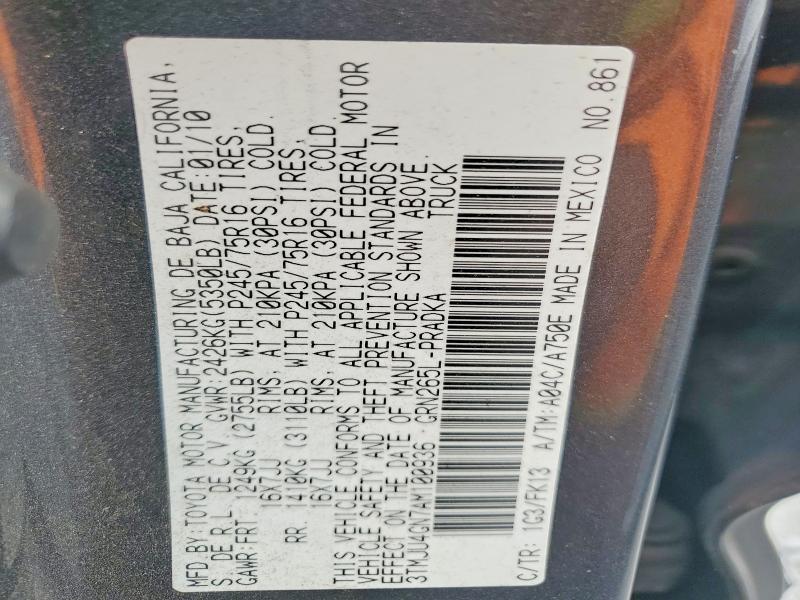 MFD.BY:TOYOTA MOTOR MANUFACTURING DE BAJA CALIFORNIA,
S. DE R.L. DE C.V. GVWR:2426KG(5350LB) DATE:01/10
GAWR:FRT. 1249KG (2755LB) WITH P245/75R16 TIRES,
16X7JJ RIMS, AT 210KPA (30PSI) COLD.
RR. 1410KG (3110LB) WITH P245/75R16 TIRES,
16X7JJ RIMS, AT 210KPA (30PSI) COLD.
THIS VEHICLE CONFORMS TO ALL APPLICABLE FEDERAL MOTOR
VEHICLE SAFETY AND THEFT PREVENTION STANDARDS IN
EFFECT ON THE DATE OF MANUFACTURE SHOWN ABOVE.
3TMJU4GN7AM100936 GRN265L-PRADKA TRUCK
C/TR: 1G3/FK13 A/TM:A04C/A750E MADE IN MEXICO NO.861